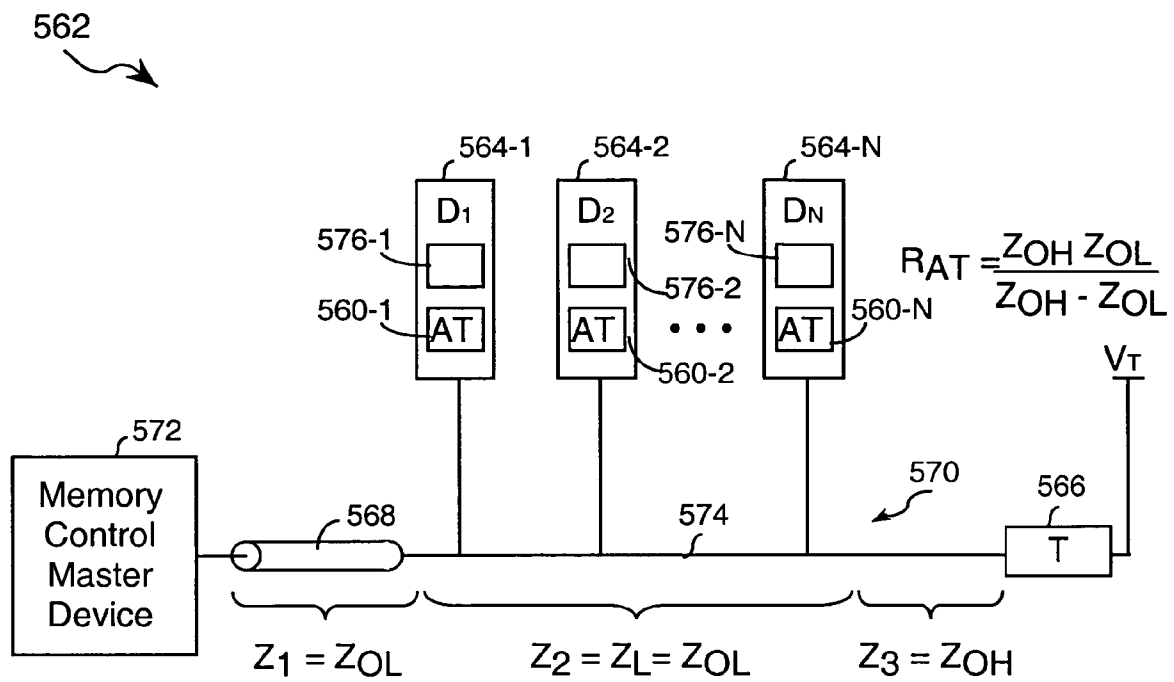 562
564-1
564-2
564-N
D1
D2
DN
576-1
576-2
576-N
RAT = ZOH ZOL / ZOH - ZOL
560-1
AT
AT
560-2
• • •
AT
560-N
VT
572
Memory
Control
Master
Device
568
574
570
566
T
Z1 = ZOL
Z2 = ZL = ZOL
Z3 = ZOH